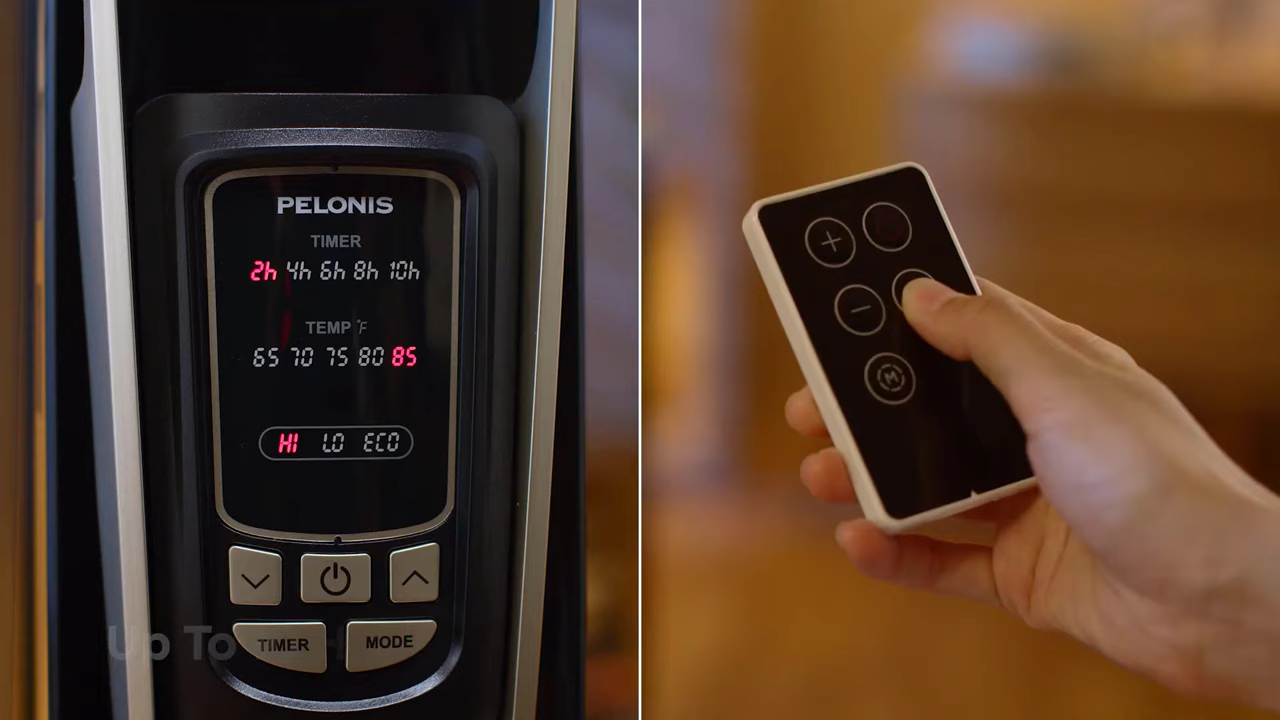 PELONIS
TIMER
2h 4h 6h 8h 10h
TEMP °F
65 70 75 80 85
HI LO ECO
Up To
TIMER
MODE
M